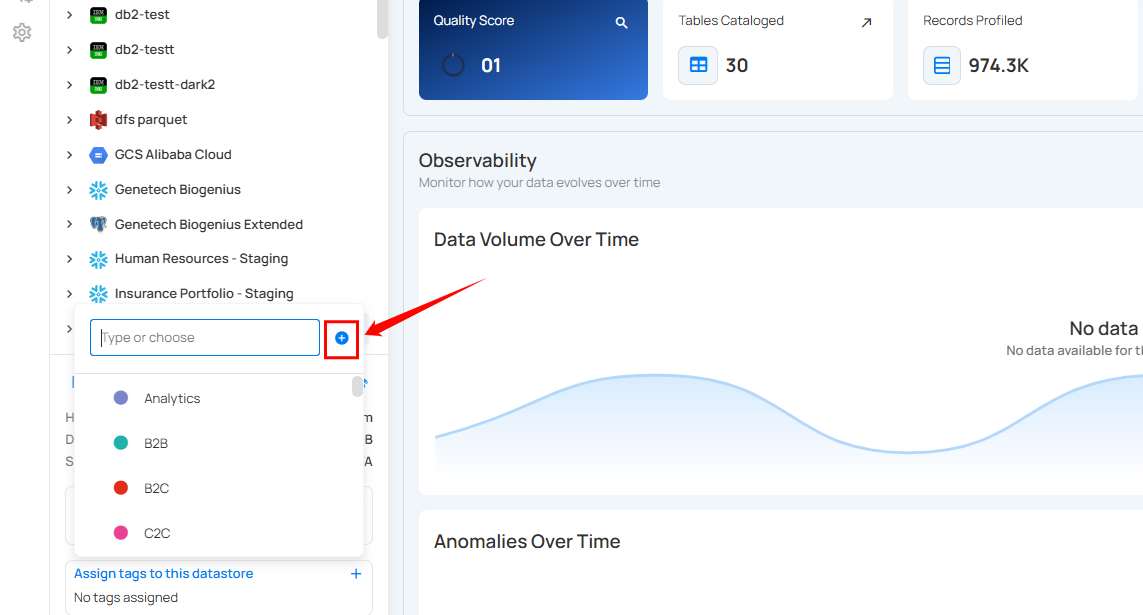 db2-test
db2-testt
db2-testt-dark2
dfs parquet
GCS Alibaba Cloud
Genetech Biogenius
Genetech Biogenius Extended
Human Resources - Staging
Insurance Portfolio - Staging
Type or choose
Analytics
B2B
B2C
C2C
Assign tags to this datastore
No tags assigned
Quality Score
01
Tables Cataloged
30
Records Profiled
974.3K
Observability
Monitor how your data evolves over time
Data Volume Over Time
No data
No data available for
Anomalies Over Time